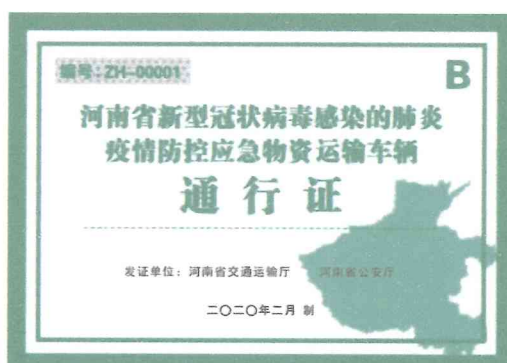 编号:ZH-00001
B
河南省新型冠状病毒感染的肺炎
疫情防控应急物资运输车辆
通行证
发证单位：河南省交通运输厅 河南省公安厅
二〇二〇年二月 制